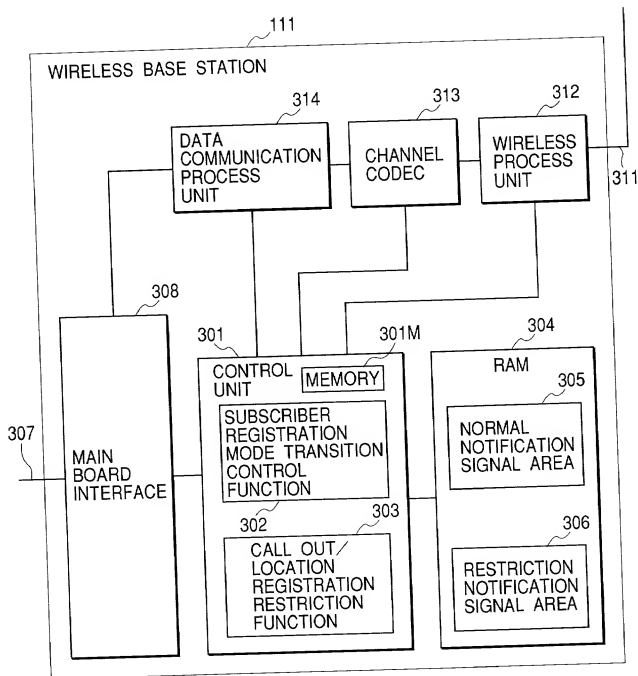 111
WIRELESS BASE STATION
314
313
312
DATA
COMMUNICATION
PROCESS
UNIT
CHANNEL
CODEC
WIRELESS
PROCESS
UNIT
311
308
301
301M
304
CONTROL
UNIT
MEMORY
RAM
305
307
MAIN
BOARD
INTERFACE
SUBSCRIBER
REGISTRATION
MODE TRANSITION
CONTROL
FUNCTION
302
NORMAL
NOTIFICATION
SIGNAL AREA
303
306
CALL OUT/
LOCATION
REGISTRATION
RESTRICTION
FUNCTION
RESTRICTION
NOTIFICATION
SIGNAL AREA